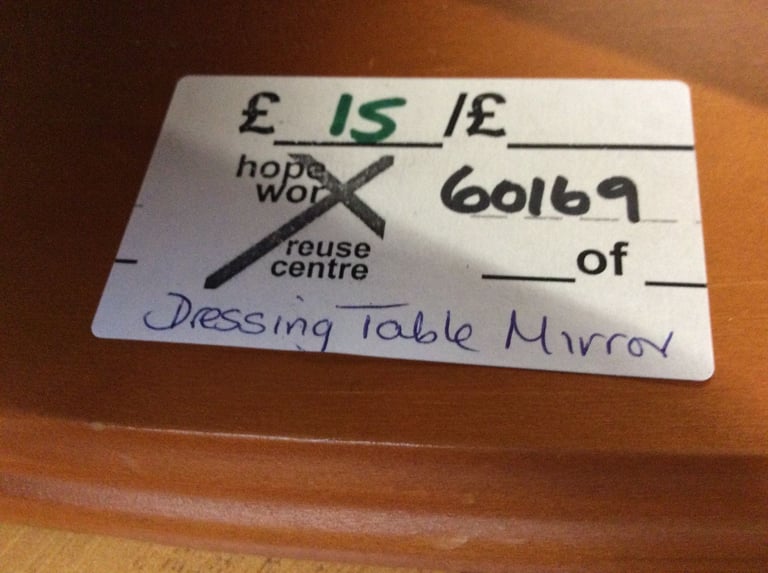 £ 15 /£
hope
wor
60169
reuse
centre
of
Dressing Table Mirror